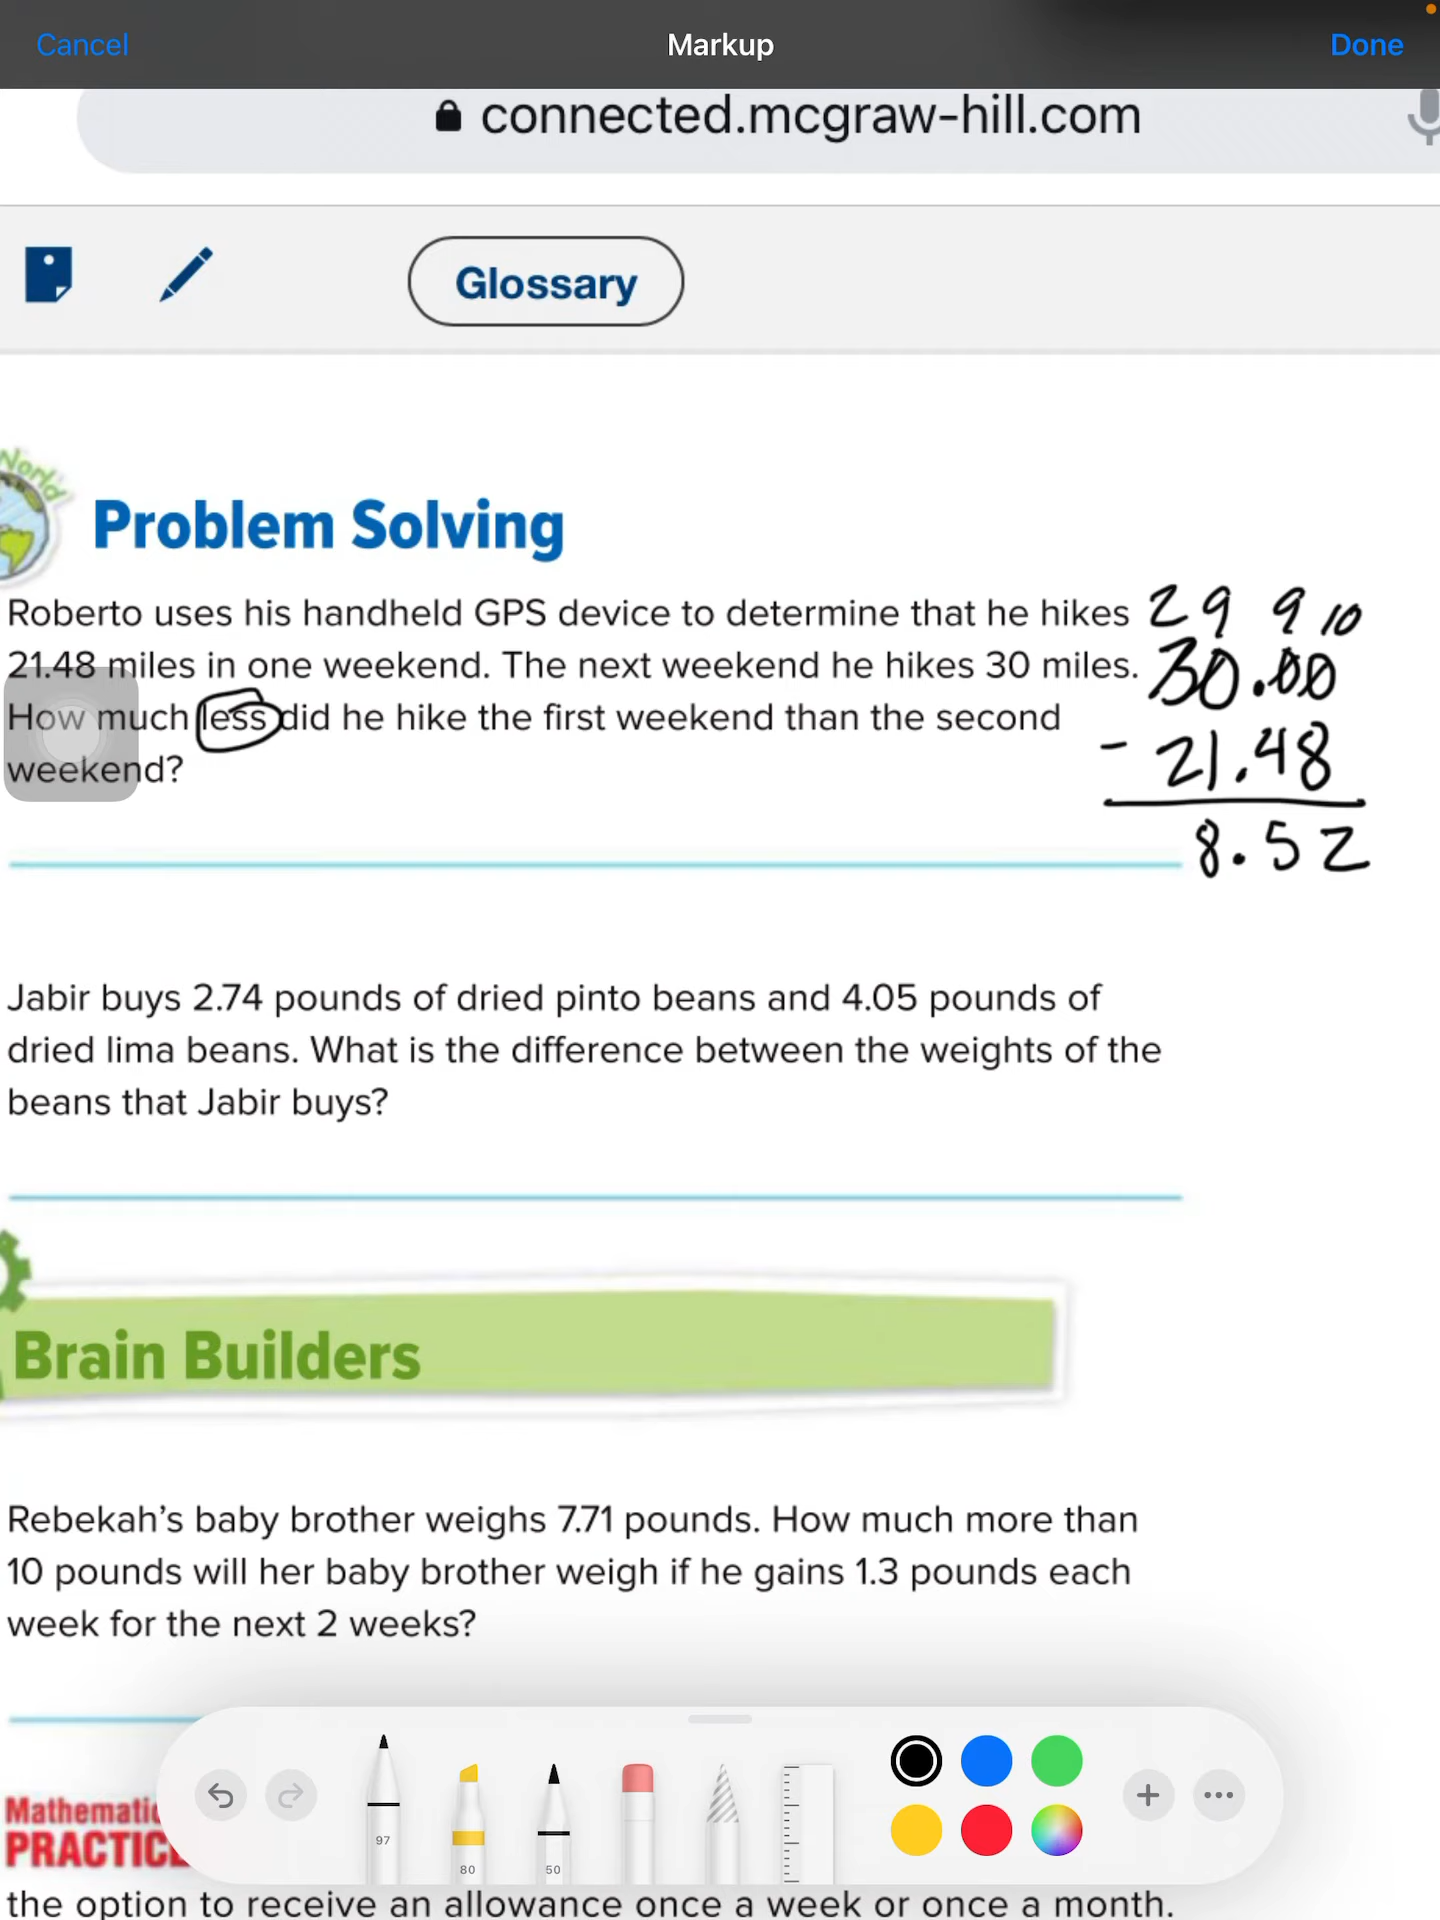 Cancel
Markup
Done
connected.mcgraw-hill.com
Glossary
World
Problem Solving
Roberto uses his handheld GPS device to determine that he hikes
21.48 miles in one weekend. The next weekend he hikes 30 miles.
How much less did he hike the first weekend than the second
weekend?
29 9 10
30.00
- 21.48
8.52
Jabir buys 2.74 pounds of dried pinto beans and 4.05 pounds of
dried lima beans. What is the difference between the weights of the
beans that Jabir buys?
Brain Builders
Rebekah's baby brother weighs 7.71 pounds. How much more than
10 pounds will her baby brother weigh if he gains 1.3 pounds each
week for the next 2 weeks?
97
80
50
Mathematic
PRACTICE
the option to receive an allowance once a week or once a month.